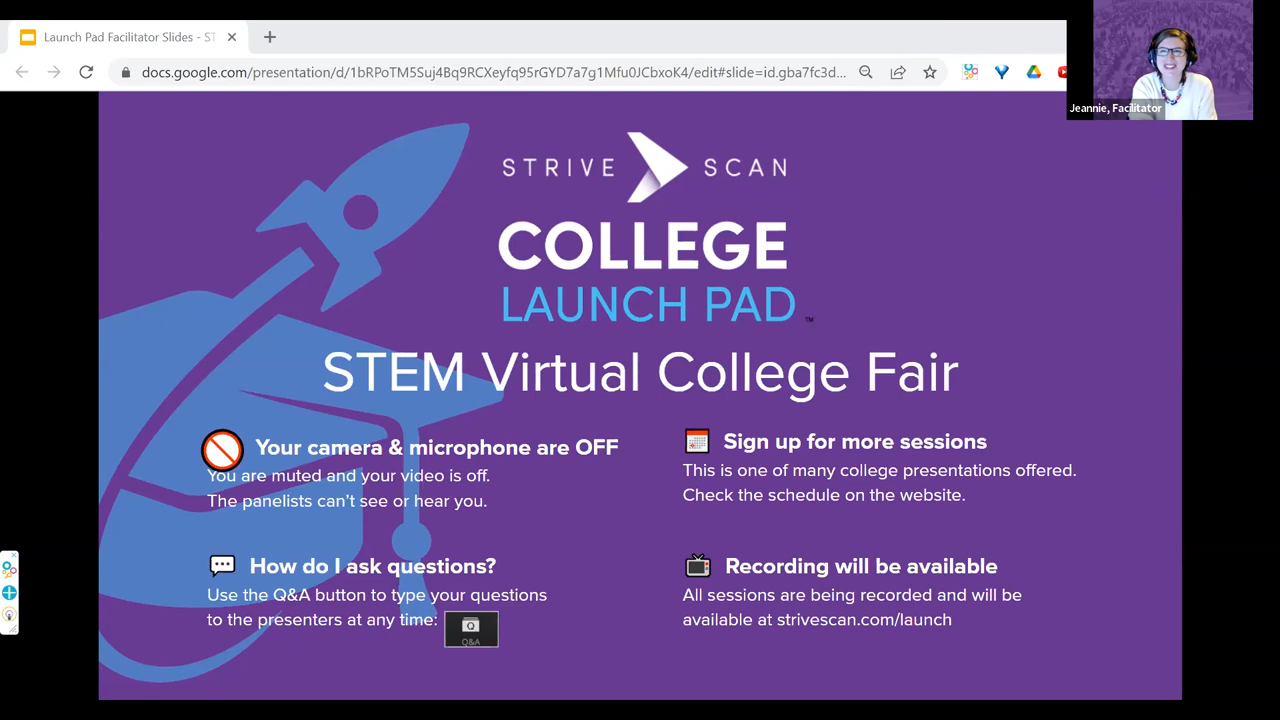 Launch Pad Facilitator Slides - ST
docs.google.com/presentation/d/1bRPoTM5Suj4Bq9RCXeyfq95rGYD7a7g1Mfu0JCbxoK4/edit#slide=id.gba7fc3d...
Jeannie, Facilitator
STRIVE SCAN
COLLEGE
LAUNCH PAD
TM
STEM Virtual College Fair
Your camera & microphone are OFF
You are muted and your video is off.
The panelists can't see or hear you.
Sign up for more sessions
This is one of many college presentations offered.
Check the schedule on the website.
How do I ask questions?
Use the Q&A button to type your questions
to the presenters at any time:
Q
Q&A
Recording will be available
All sessions are being recorded and will be
available at strivescan.com/launch